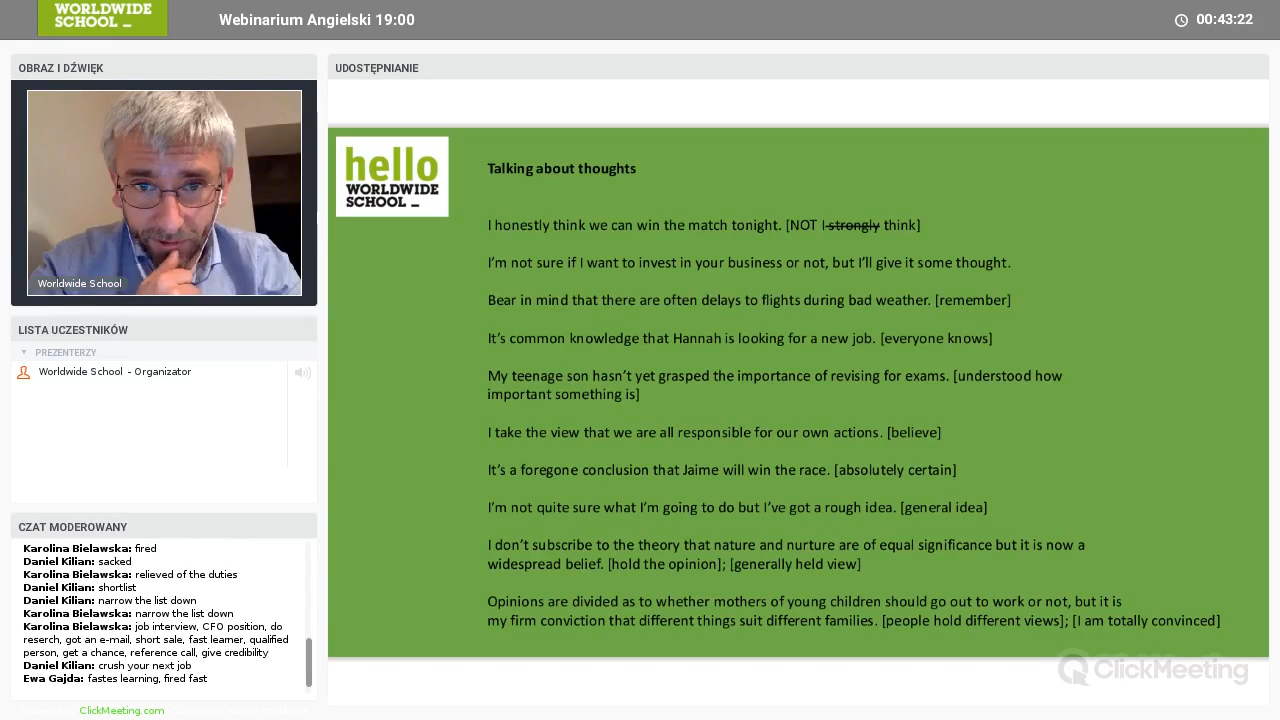 WORLDWIDE
SCHOOL _
Webinarium Angielski 19:00
00:43:22
OBRAZ I DŹWIĘK
Worldwide School
LISTA UCZESTNIKÓW
PREZENTERZY
Worldwide School - Organizator
CZAT MODEROWANY
Karolina Bielawska: fired
Daniel Kilian: sacked
Karolina Bielawska: relieved of the duties
Daniel Kilian: shortlist
Daniel Kilian: narrow the list down
Karolina Bielawska: narrow the list down
Karolina Bielawska: job interview, CFO position, do
reserch, got an e-mail, short sale, fast learner, qualified
person, get a chance, reference call, give credibility
Daniel Kilian: crush your next job
Ewa Gajda: fastes learning, fired fast
ClickMeeting.com
UDOSTĘPNIANIE
hello
WORLDWIDE
SCHOOL _
Talking about thoughts
I honestly think we can win the match tonight. [NOT I strongly think]
I'm not sure if I want to invest in your business or not, but I'll give it some thought.
Bear in mind that there are often delays to flights during bad weather. [remember]
It's common knowledge that Hannah is looking for a new job. [everyone knows]
My teenage son hasn't yet grasped the importance of revising for exams. [understood how
important something is]
I take the view that we are all responsible for our own actions. [believe]
It's a foregone conclusion that Jaime will win the race. [absolutely certain]
I'm not quite sure what I'm going to do but I've got a rough idea. [general idea]
I don't subscribe to the theory that nature and nurture are of equal significance but it is now a
widespread belief. [hold the opinion]; [generally held view]
Opinions are divided as to whether mothers of young children should go out to work or not, but it is
my firm conviction that different things suit different families. [people hold different views]; [I am totally convinced]
ClickMeeting